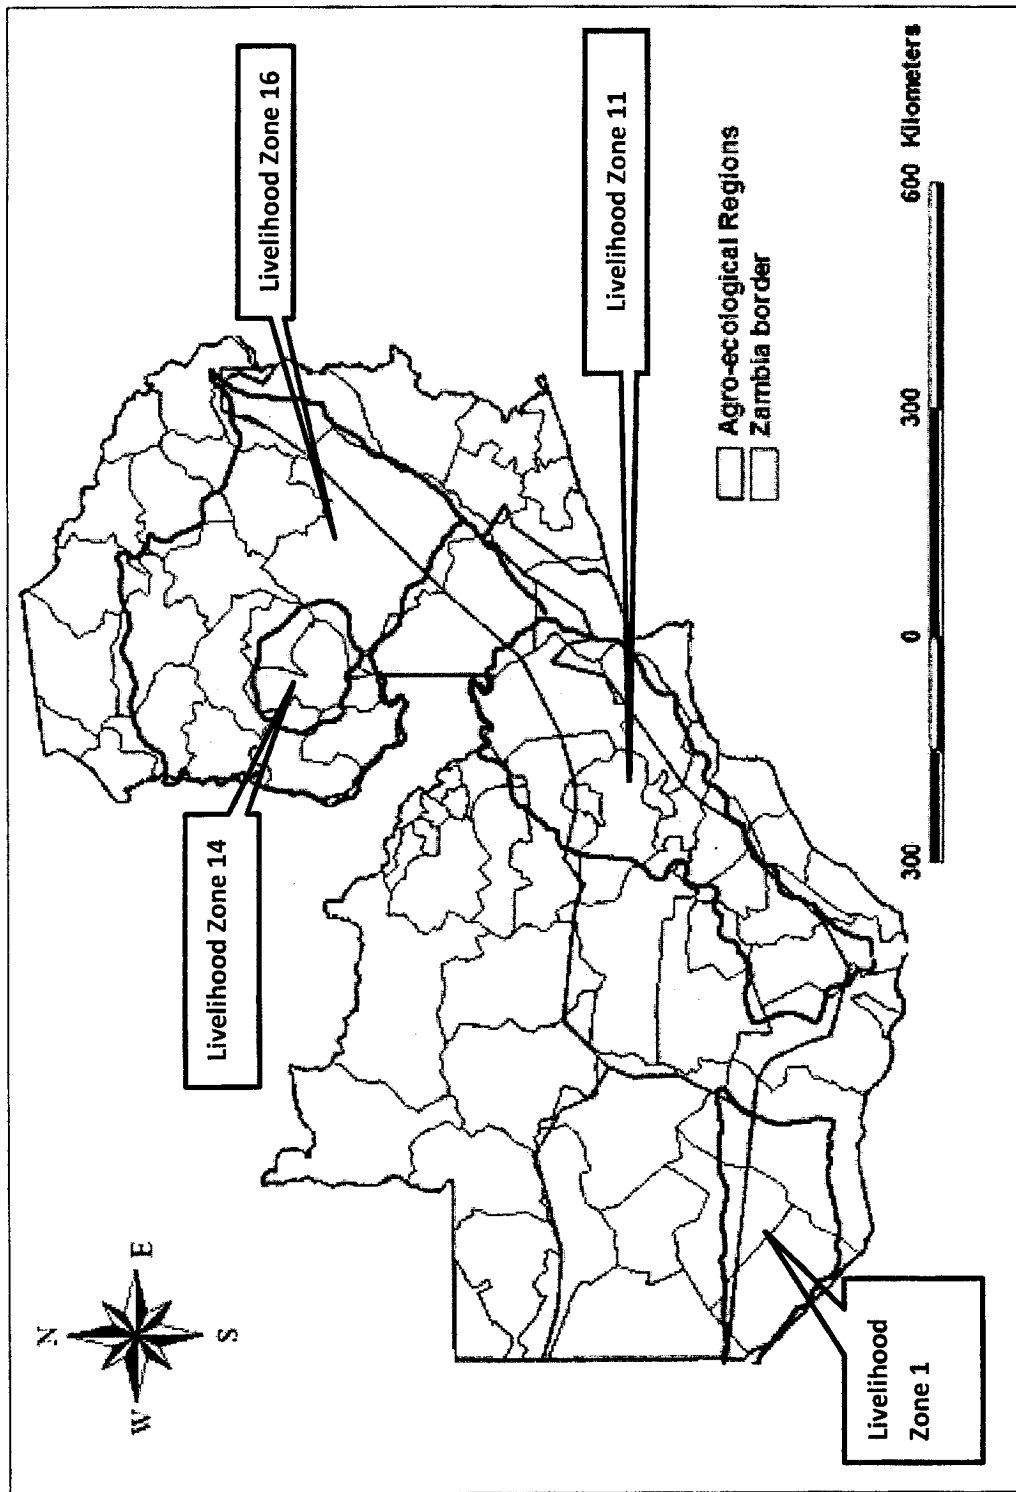 N
W
E
S
Livelihood Zone 16
Livelihood Zone 14
Livelihood Zone 11
Livelihood
Zone 1
Agro-ecological Regions
Zambia border
300 0 300 600 Kilometers